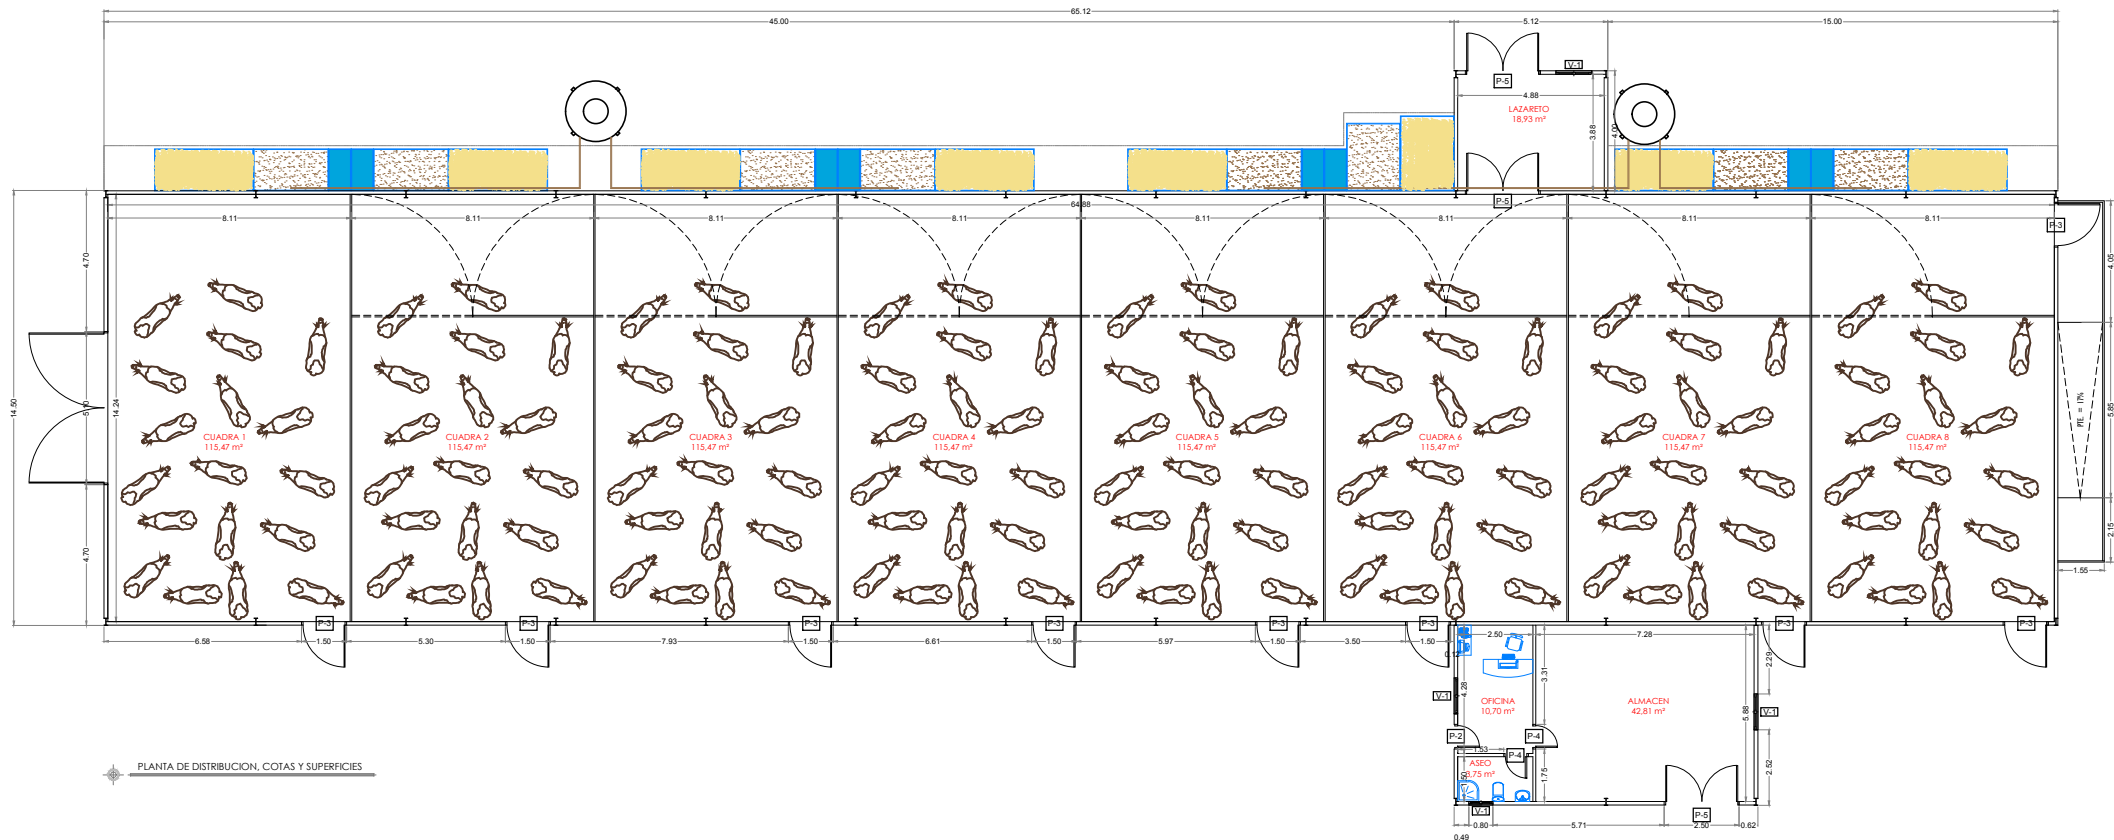 65.12
45.00
5.12
15.00
V-1
P-5
4.88
LAZARETO
18,93 m²
3.88
4.00
P-5
64.88
8.11
8.11
8.11
8.11
8.11
8.11
8.11
8.11
P-3
4.70
4.05
14.50
5.10
14.24
PTE. = 17%
5.85
CUADRA 1
115,47 m²
CUADRA 2
115,47 m²
CUADRA 3
115,47 m²
CUADRA 4
115,47 m²
CUADRA 5
115,47 m²
CUADRA 6
115,47 m²
CUADRA 7
115,47 m²
CUADRA 8
115,47 m²
4.70
2.15
1.55
P-3
P-3
P-3
P-3
P-3
P-3
P-3
P-3
6.58
1.50
5.30
1.50
7.93
1.50
6.61
1.50
5.97
1.50
3.50
1.50
2.50
7.28
0.12
4.28
3.31
2.29
V-1
OFICINA
10,70 m²
ALMACEN
42,81 m²
5.88
V-1
P-2
P-4
1.53
P-4
ASEO
3,75 m²
1.50
1.75
2.52
V-1
P-5
0.80
5.71
2.50
0.62
0.49
PLANTA DE DISTRIBUCION, COTAS Y SUPERFICIES